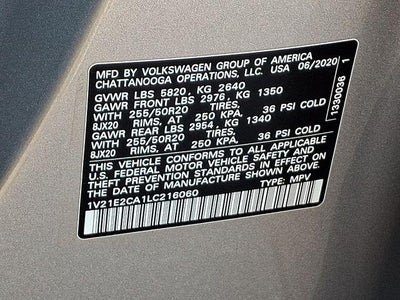 MFD BY VOLKSWAGEN GROUP OF AMERICA
CHATTANOOGA OPERATIONS, LLC. USA 06/2020
GVWR LBS 5820, KG 2640
GAWR FRONT LBS 2976, KG 1350
WITH 255/50R20 TIRES,
8JX20 RIMS, AT 250 KPA, 36 PSI COLD
GAWR REAR LBS 2954, KG 1340
WITH 255/50R20 TIRES,
8JX20 RIMS, AT 250 KPA, 36 PSI COLD
THIS VEHICLE CONFORMS TO ALL APPLICABLE
U.S. FEDERAL MOTOR VEHICLE SAFETY AND
THEFT PREVENTION STANDARDS IN EFFECT ON
THE DATE OF MANUFACTURE SHOWN ABOVE.
1V21E2CA1LC216060 TYPE: MPV
1330036 1